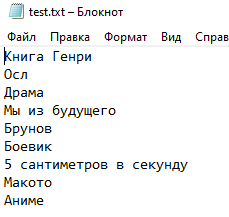 test.txt – Блокнот
Файл Правка Формат Вид Справ
Книга Генри
Осл
Драма
Мы из будущего
Брунов
Боевик
5 сантиметров в секунду
Макото
Аниме